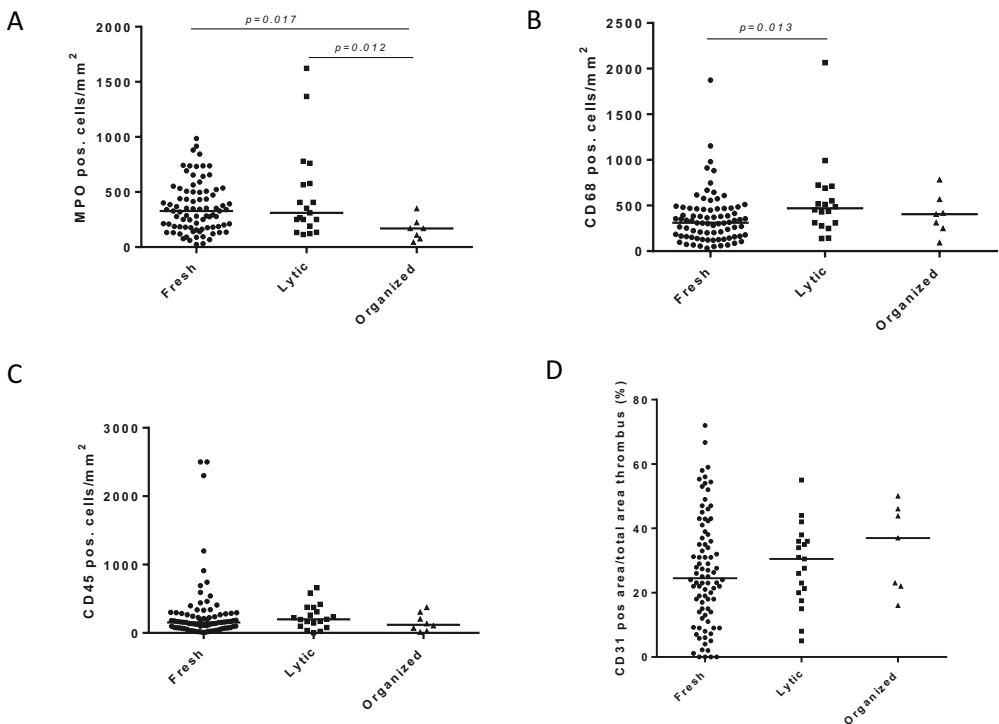 A
MPO pos. cells/mm²
2000
1500
1000
500
0
p=0.017
p=0.012
Fresh
Lytic
Organized
B
CD68 pos. cells/mm²
2500
2000
1500
1000
500
0
p=0.013
Fresh
Lytic
Organized
C
CD45 pos. cells/mm²
3000
2000
1000
0
Fresh
Lytic
Organized
D
CD31 pos area/total area thrombus (%)
80
60
40
20
0
Fresh
Lytic
Organized